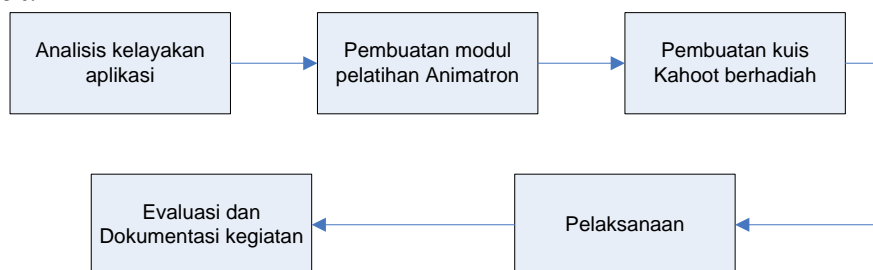 Analisis kelayakan
aplikasi
Pembuatan modul
pelatihan Animatron
Pembuatan kuis
Kahoot berhadiah
Pelaksanaan
Evaluasi dan
Dokumentasi kegiatan